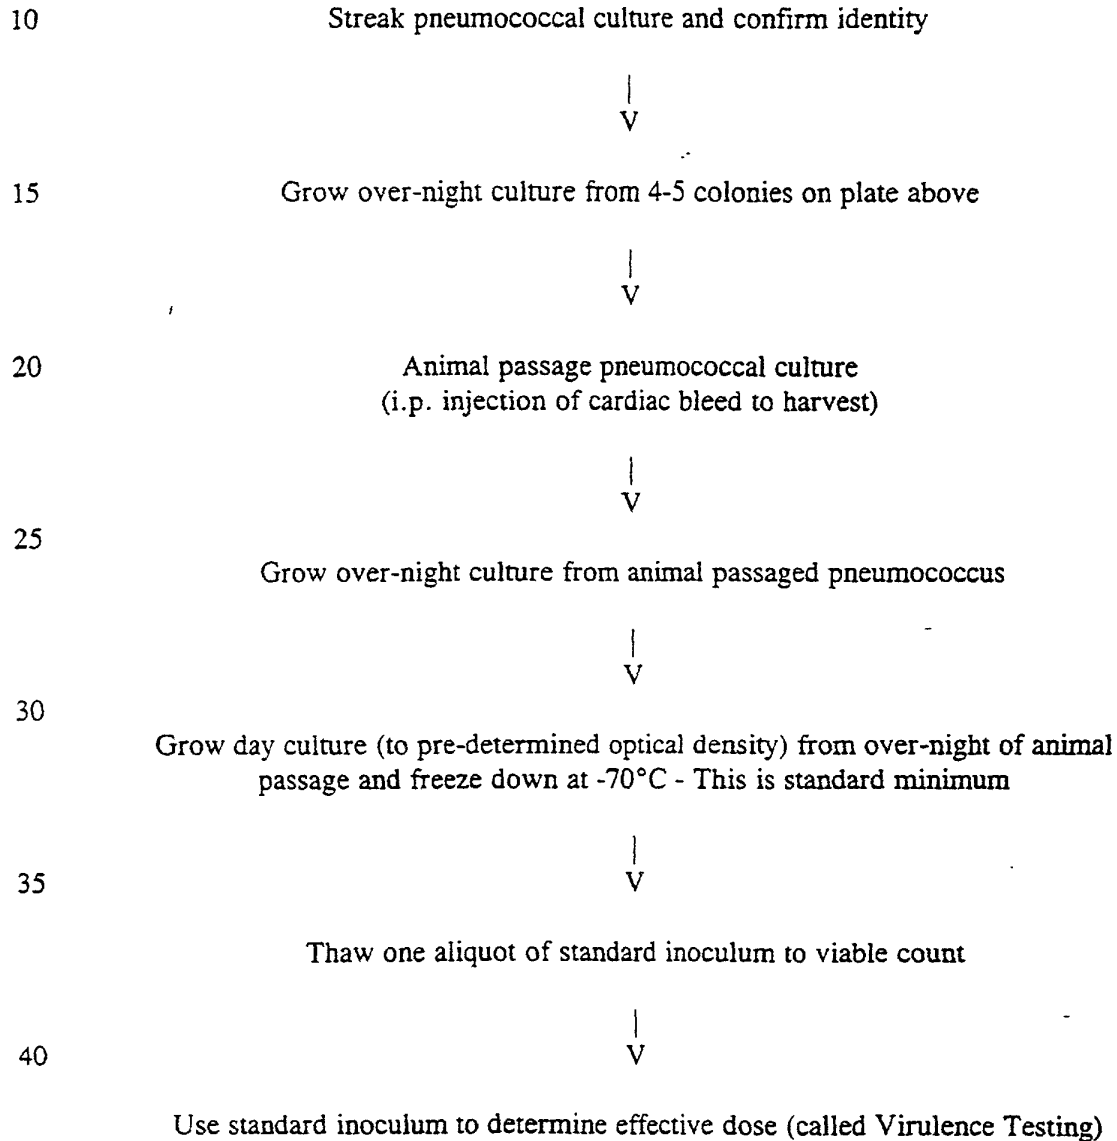 10 Streak pneumococcal culture and confirm identity
|
V
15 Grow over-night culture from 4-5 colonies on plate above
|
V
20 Animal passage pneumococcal culture
(i.p. injection of cardiac bleed to harvest)
|
V
25
Grow over-night culture from animal passaged pneumococcus
|
V
30
Grow day culture (to pre-determined optical density) from over-night of animal
passage and freeze down at -70°C - This is standard minimum
|
35 V
Thaw one aliquot of standard inoculum to viable count
|
40 V
Use standard inoculum to determine effective dose (called Virulence Testing)